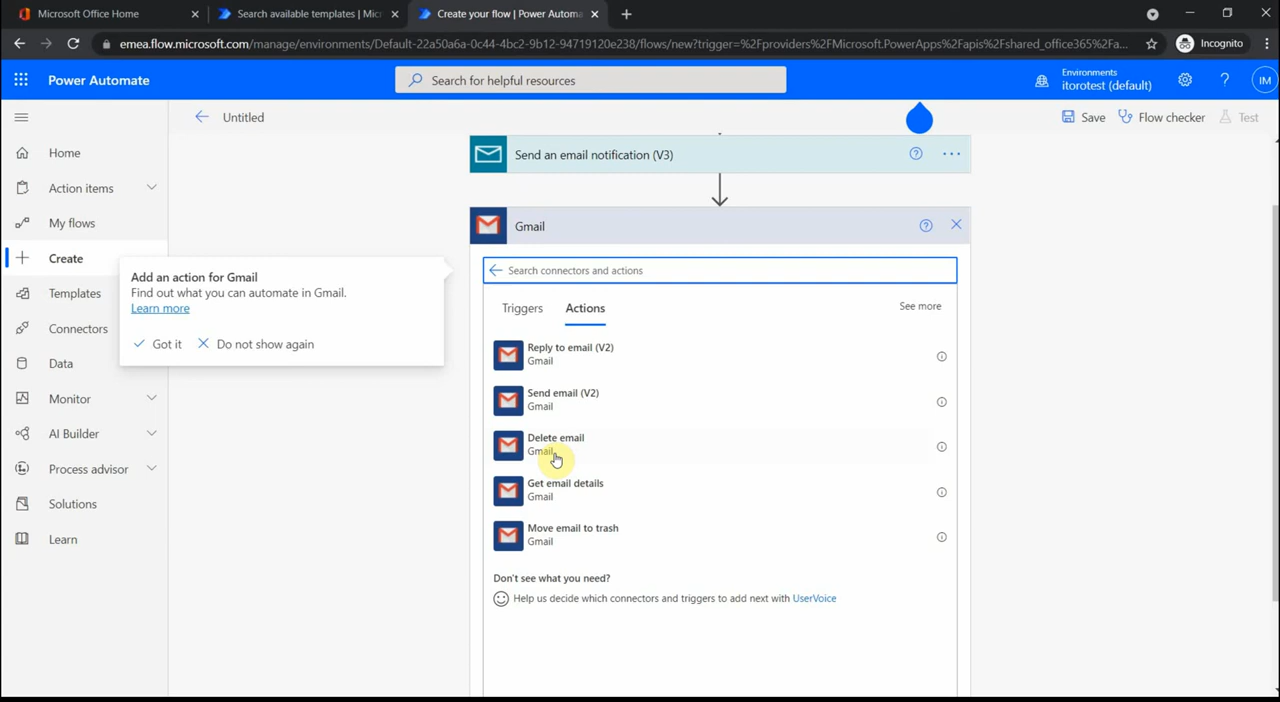 Microsoft Office Home
Search available templates | Micr
Create your flow | Power Automa
emea.flow.microsoft.com/manage/environments/Default-22a50a6a-0c44-4bc2-9b12-94719120e238/flows/new?trigger=%2Fproviders%2FMicrosoft.PowerApps%2Fapis%2Fshared_office365%2Fa...
Incognito
Power Automate
Search for helpful resources
Environments
itorotest (default)
IM
Untitled
Save
Flow checker
Test
Home
Action items
My flows
Create
Templates
Connectors
Data
Monitor
AI Builder
Process advisor
Solutions
Learn
Add an action for Gmail
Find out what you can automate in Gmail.
Learn more
Got it
Do not show again
Send an email notification (V3)
Gmail
Search connectors and actions
Triggers
Actions
See more
Reply to email (V2)
Gmail
Send email (V2)
Gmail
Delete email
Gmail
Get email details
Gmail
Move email to trash
Gmail
Don't see what you need?
Help us decide which connectors and triggers to add next with UserVoice